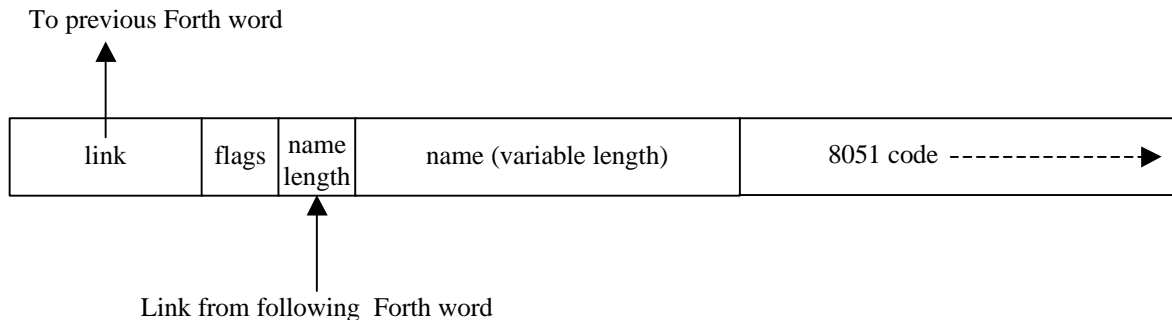 To previous Forth word
link
flags
name
length
name (variable length)
8051 code
Link from following Forth word